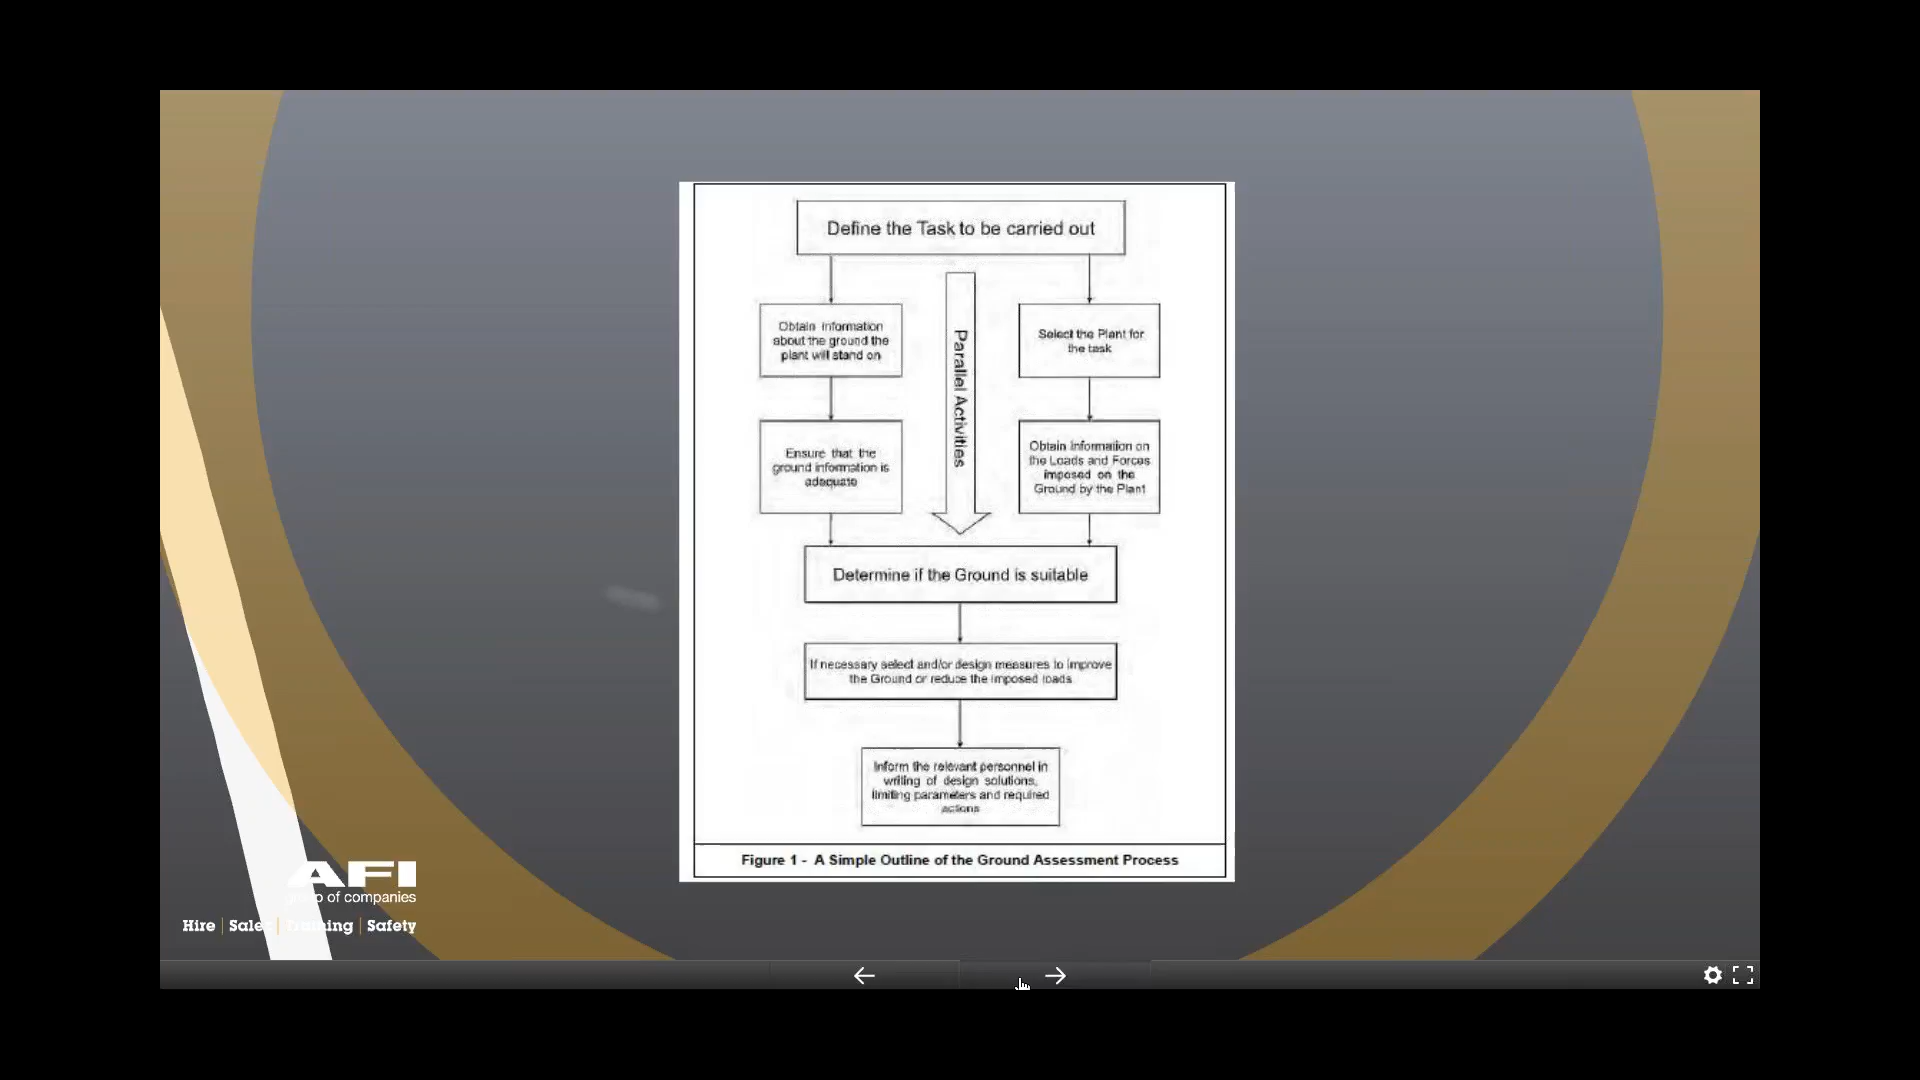 Define the Task to be carried out
Obtain information
about the ground the
plant will stand on
Parallel Activities
Select the Plant for
the task
Ensure that the
ground information is
adequate
Obtain Information on
the Loads and Forces
imposed on the
Ground by the Plant
Determine if the Ground is suitable
If necessary select and/or design measures to improve
the Ground or reduce the imposed loads
Inform the relevant personnel in
writing of design solutions,
limiting parameters and required
actions
Figure 1 - A Simple Outline of the Ground Assessment Process
AFI
group of companies
Hire | Sales | Training | Safety